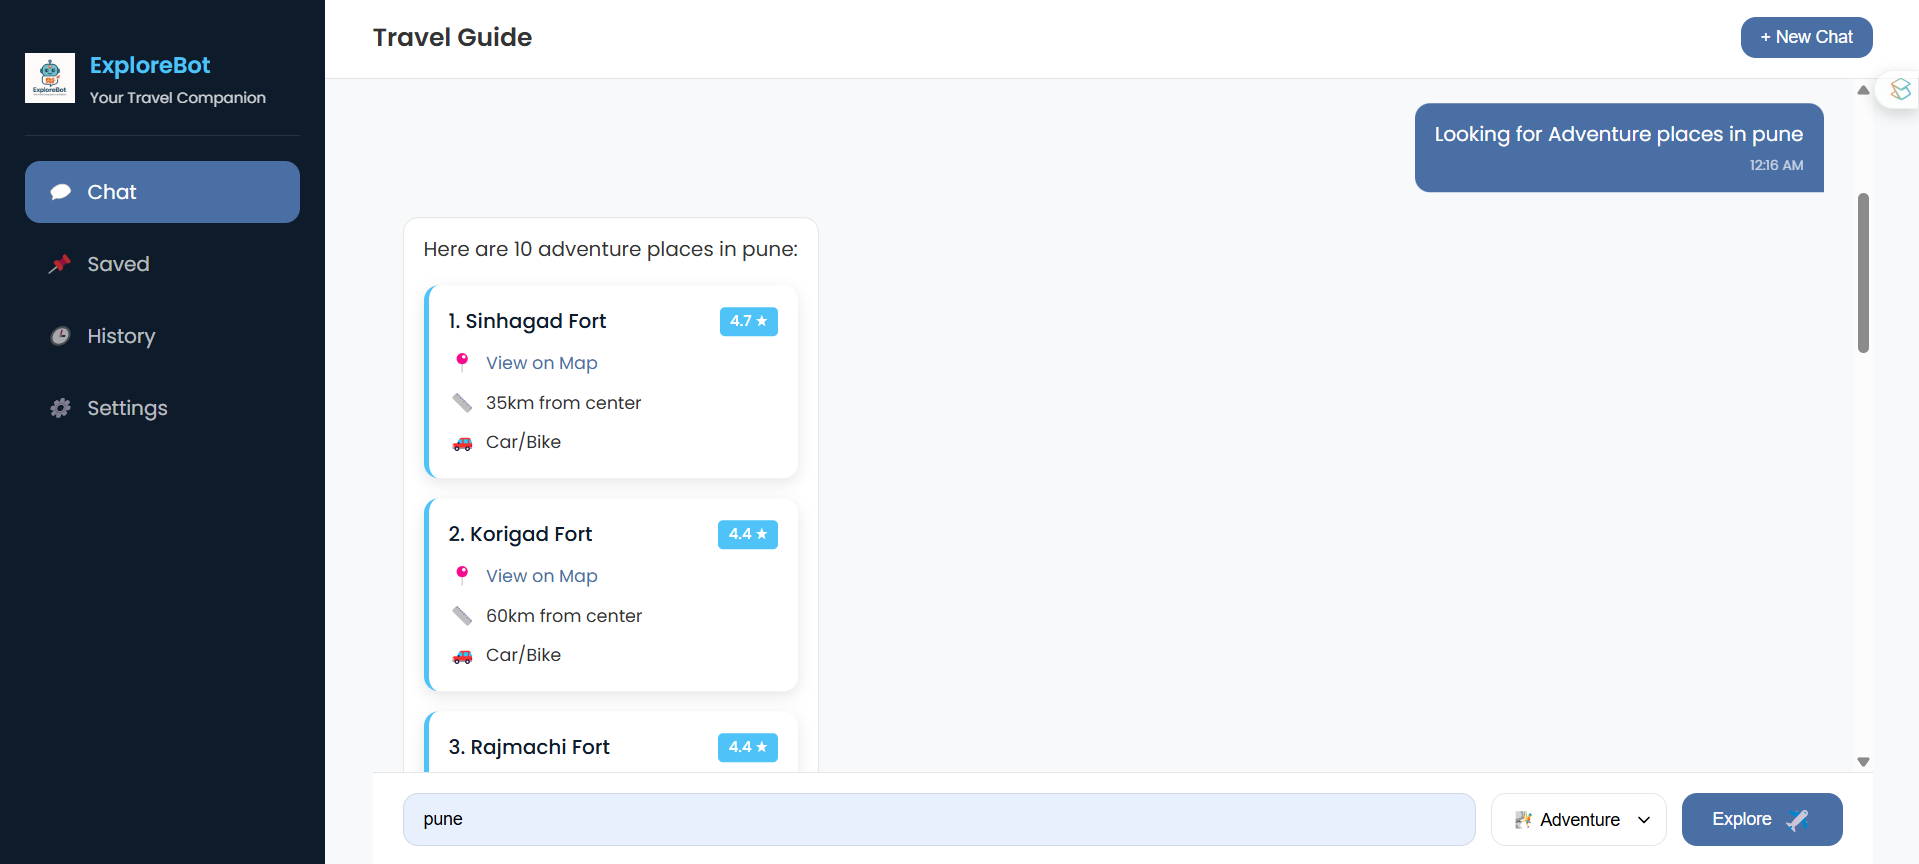 ExploreBot
ExploreBot
Your Travel Companion
Chat
Saved
History
Settings
Travel Guide
+ New Chat
Looking for Adventure places in pune
12:16 AM
Here are 10 adventure places in pune:
1. Sinhagad Fort
4.7 ★
View on Map
35km from center
Car/Bike
2. Korigad Fort
4.4 ★
View on Map
60km from center
Car/Bike
3. Rajmachi Fort
4.4 ★
pune
Adventure
Explore